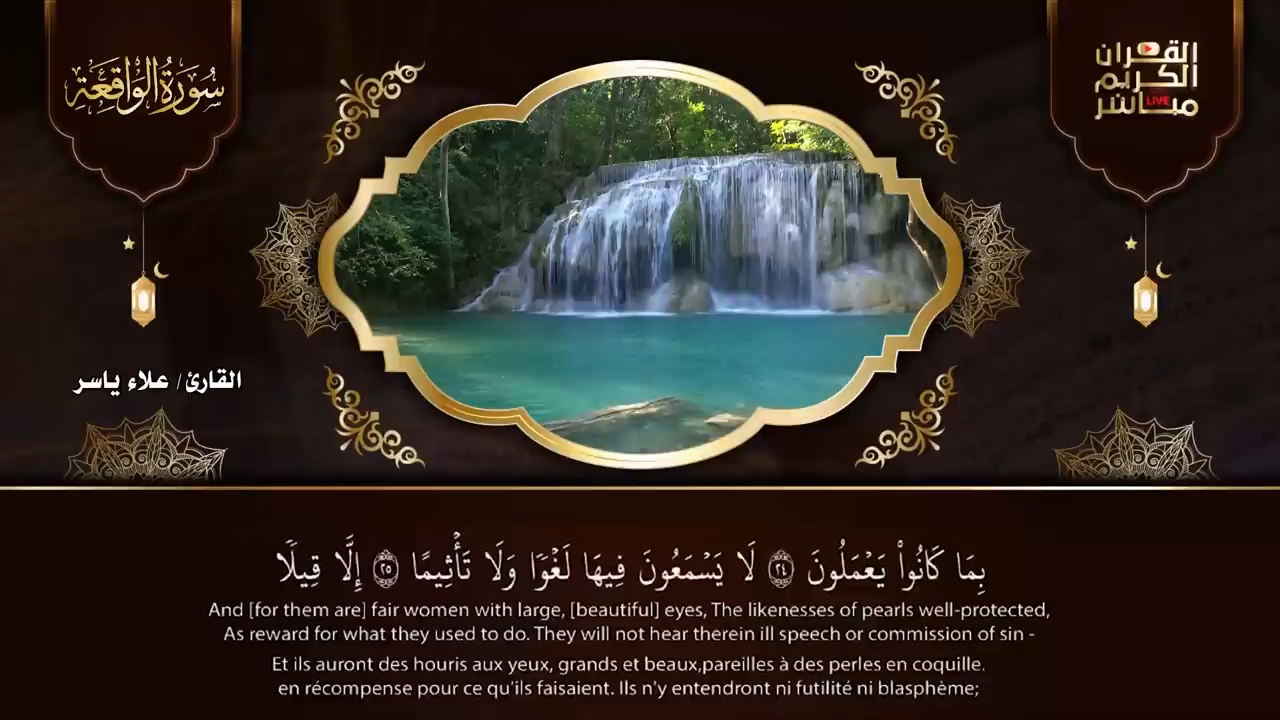 سُورَةُ الْوَاقِعَة
القرآن
الكريم
مباشر
LIVE
القارئ/ علاء ياسر
بِمَا كَانُوا۟ يَعْمَلُونَ ٢٤ لَا يَسْمَعُونَ فِيهَا لَغْوًا وَلَا تَأْثِيمًا ٢٥ إِلَّا قِيلًا
And [for them are] fair women with large, [beautiful] eyes, The likenesses of pearls well-protected,
As reward for what they used to do. They will not hear therein ill speech or commission of sin -
Et ils auront des houris aux yeux, grands et beaux,pareilles à des perles en coquille.
en récompense pour ce qu'ils faisaient. Ils n'y entendront ni futilité ni blasphème;